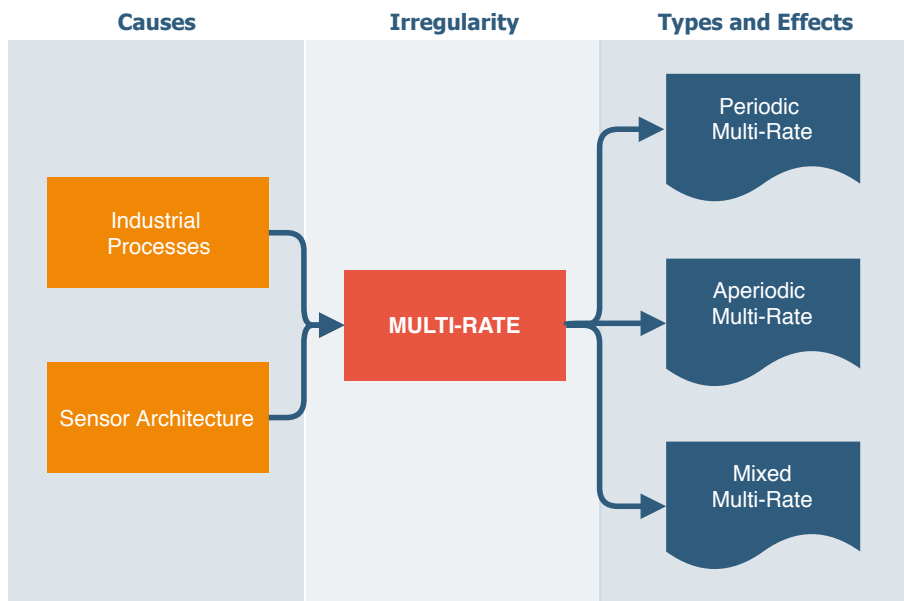 Causes
Irregularity
Types and Effects
Industrial
Processes
Sensor Architecture
MULTI-RATE
Periodic
Multi-Rate
Aperiodic
Multi-Rate
Mixed
Multi-Rate